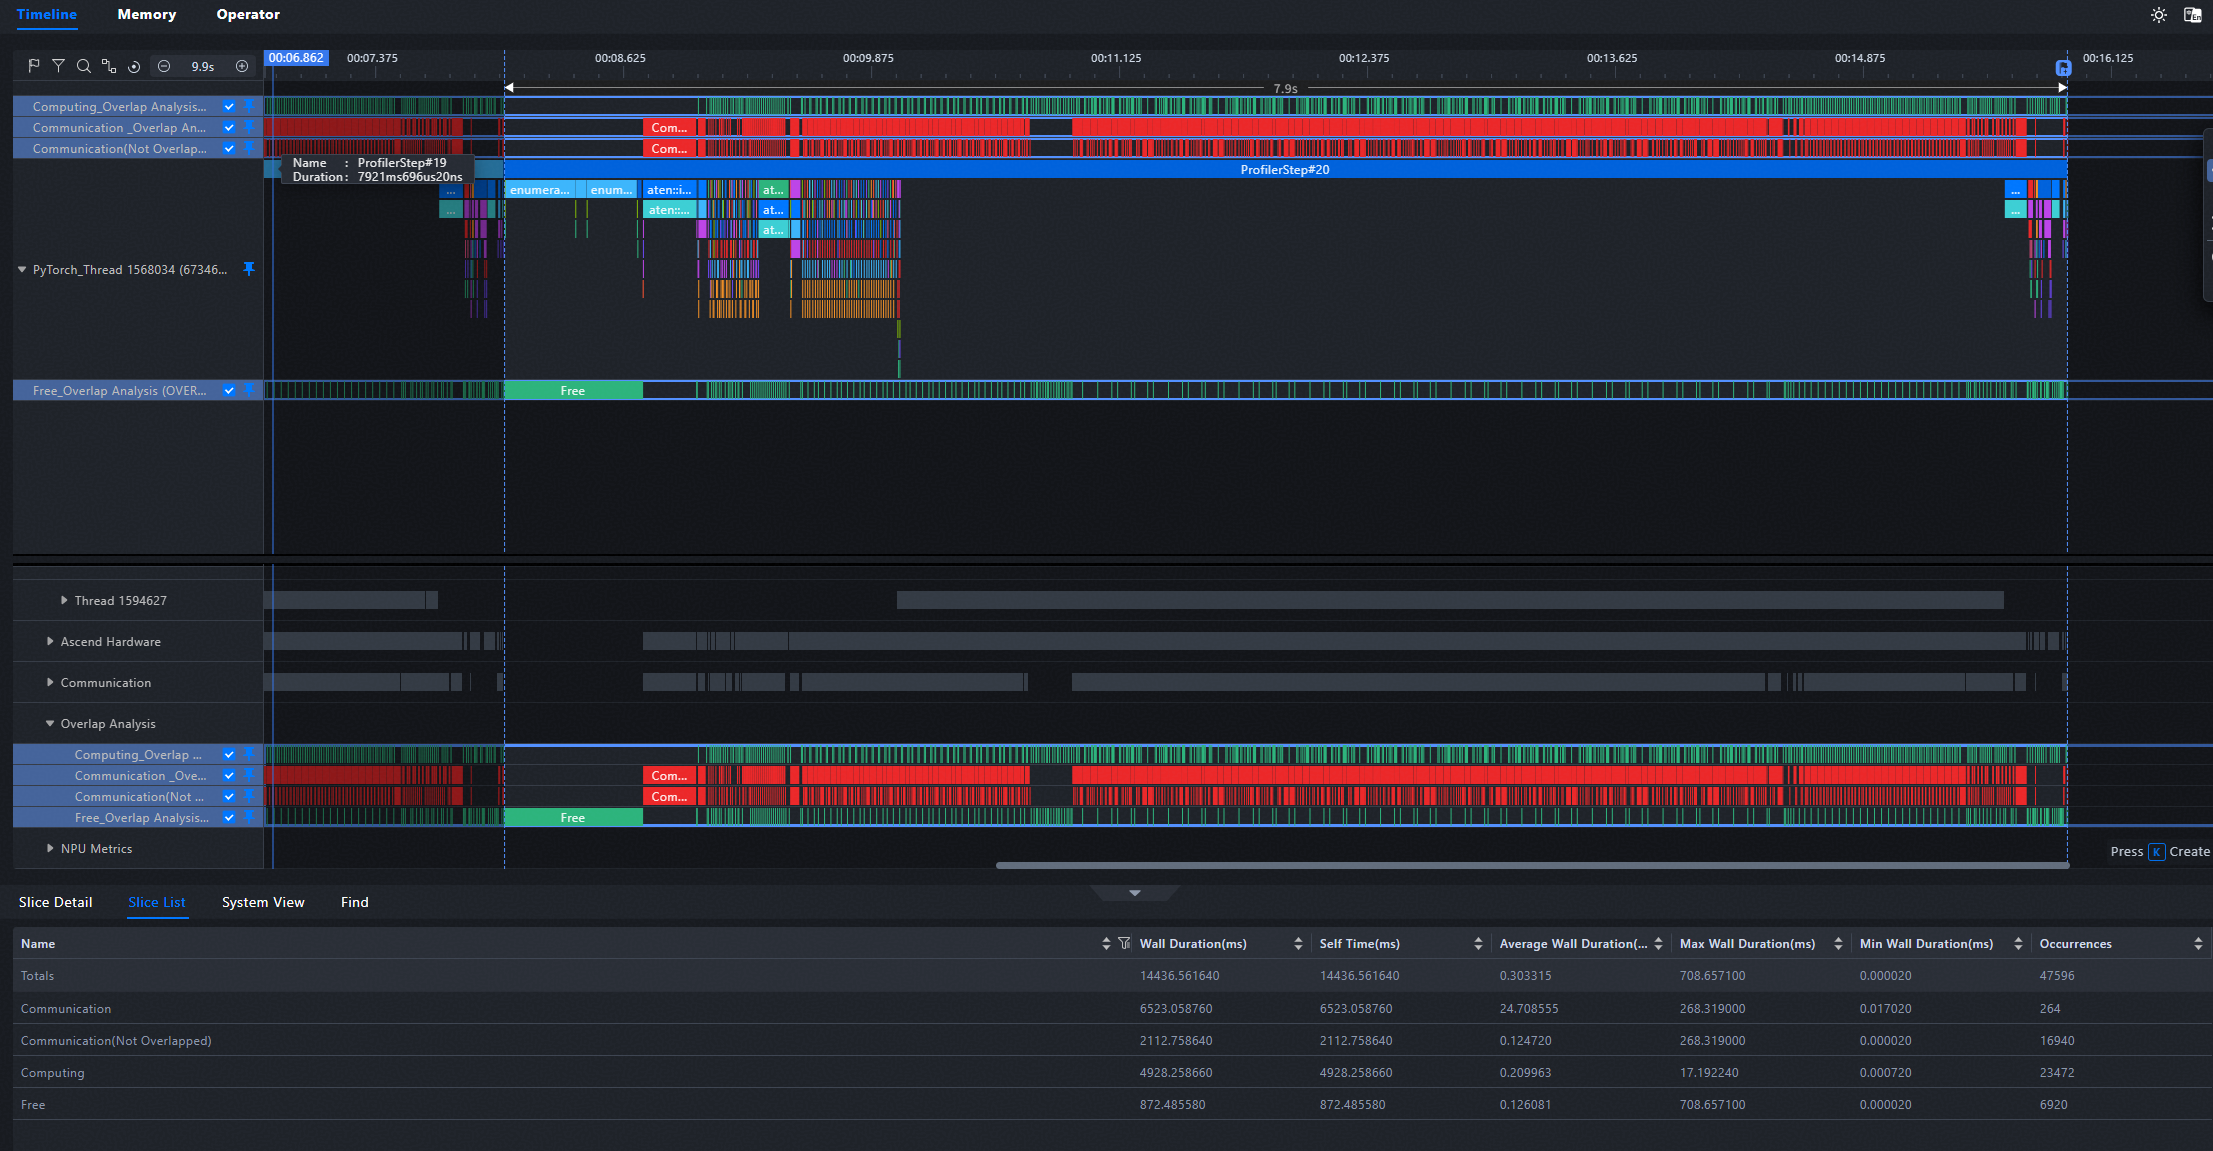 Timeline Memory Operator
9.9s 00:06.862 00:07.375 00:08.625 00:09.875 00:11.125 00:12.375 00:13.625 00:14.875 00:16.125
7.9s
Computing_Overlap Analysis...
Communication _Overlap An... Com...
Communication(Not Overlap... Com...
Name : ProfilerStep#19
Duration: 7921ms696us20ns
ProfilerStep#20
... enumera... enum... aten::i... at... ...
... aten::... at... ...
at...
PyTorch_Thread 1568034 (67346...
Free_Overlap Analysis (OVER... Free
Thread 1594627
Ascend Hardware
Communication
Overlap Analysis
Computing_Overlap ...
Communication _Ove... Com...
Communication(Not ... Com...
Free_Overlap Analysis... Free
NPU Metrics
Press K Create
Slice Detail Slice List System View Find
Name Wall Duration(ms) Self Time(ms) Average Wall Duration(... Max Wall Duration(ms) Min Wall Duration(ms) Occurrences
Totals 14436.561640 14436.561640 0.303315 708.657100 0.000020 47596
Communication 6523.058760 6523.058760 24.708555 268.319000 0.017020 264
Communication(Not Overlapped) 2112.758640 2112.758640 0.124720 268.319000 0.000020 16940
Computing 4928.258660 4928.258660 0.209963 17.192240 0.000720 23472
Free 872.485580 872.485580 0.126081 708.657100 0.000020 6920